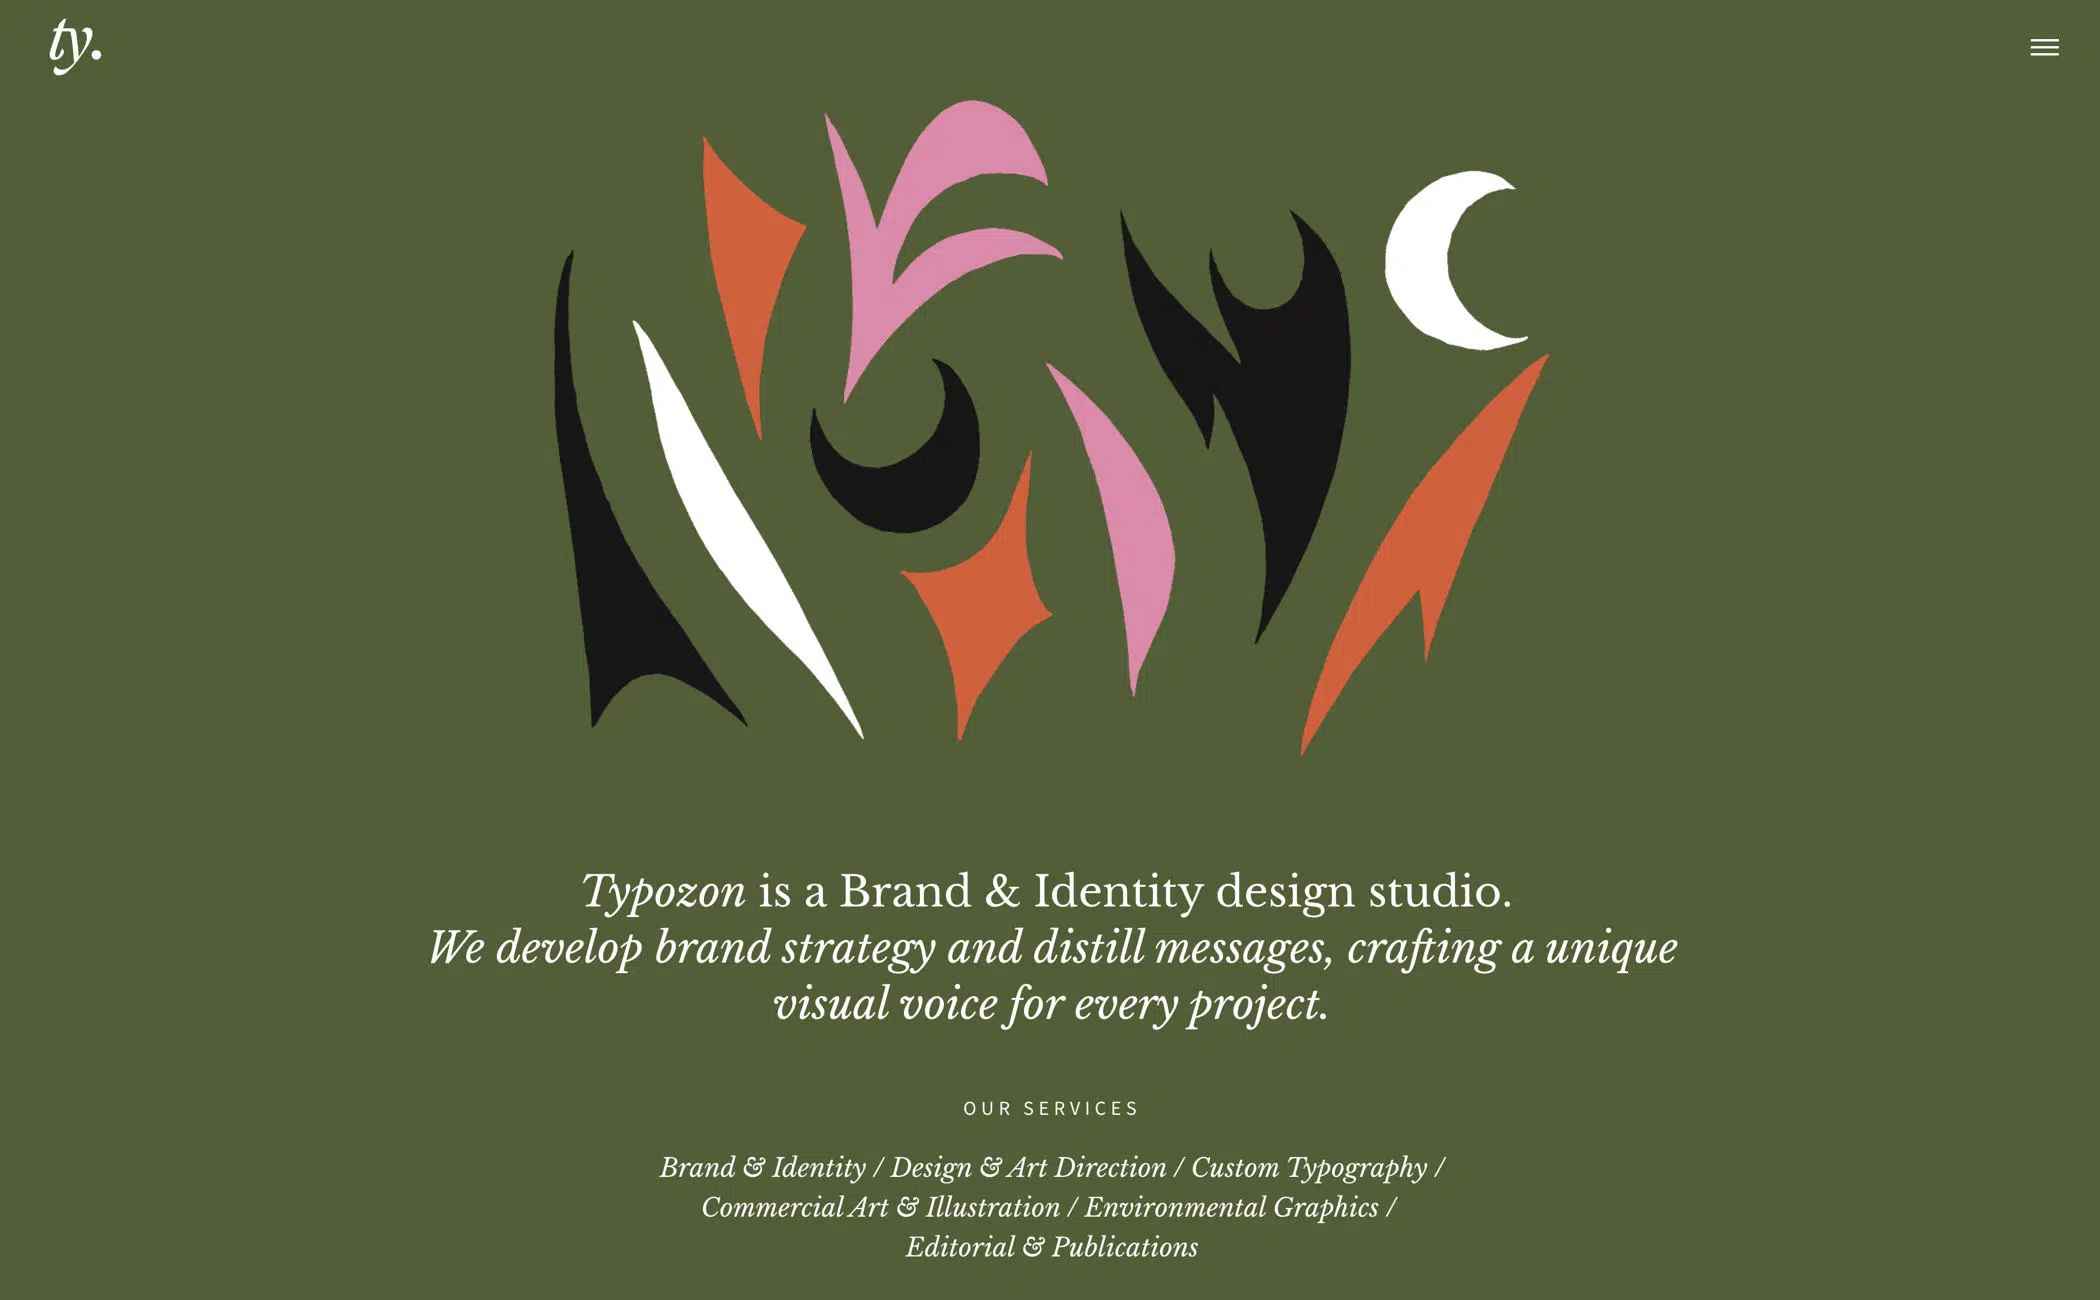 ty.
Typozon is a Brand & Identity design studio.
We develop brand strategy and distill messages, crafting a unique
visual voice for every project.
OUR SERVICES
Brand & Identity / Design & Art Direction / Custom Typography /
Commercial Art & Illustration / Environmental Graphics /
Editorial & Publications